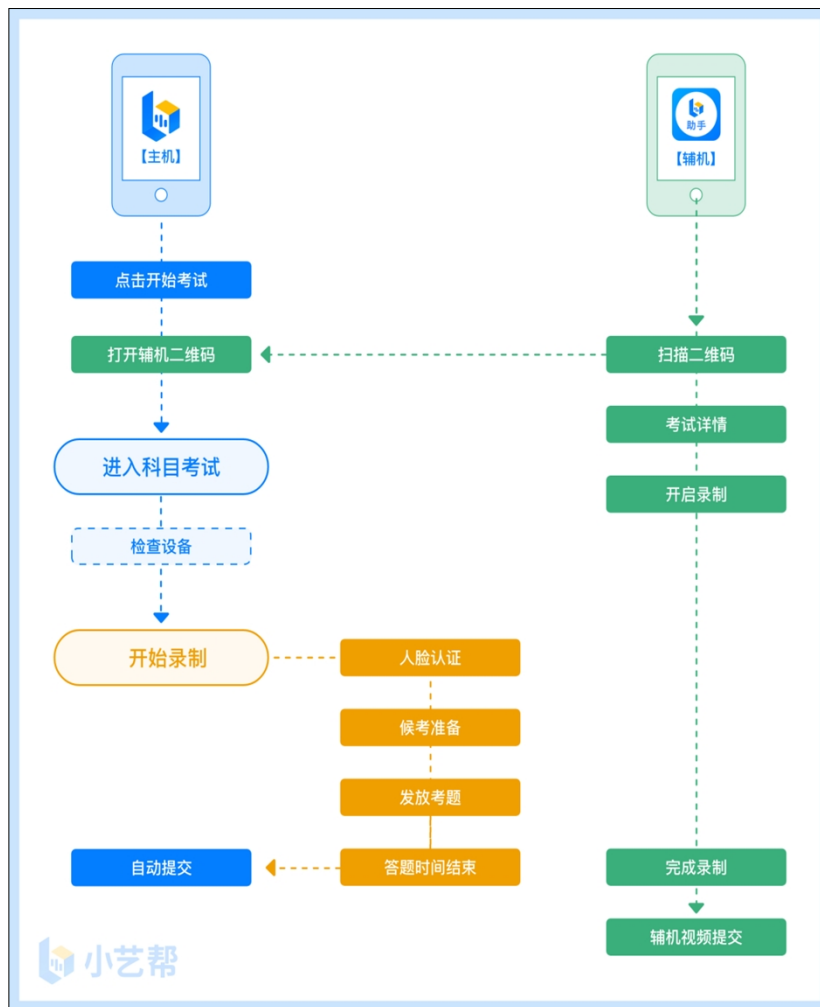 【主机】
助手
【辅机】
点击开始考试
打开辅机二维码
扫描二维码
考试详情
进入科目考试
开启录制
检查设备
开始录制
人脸认证
候考准备
发放考题
自动提交
答题时间结束
完成录制
辅机视频提交
小艺帮